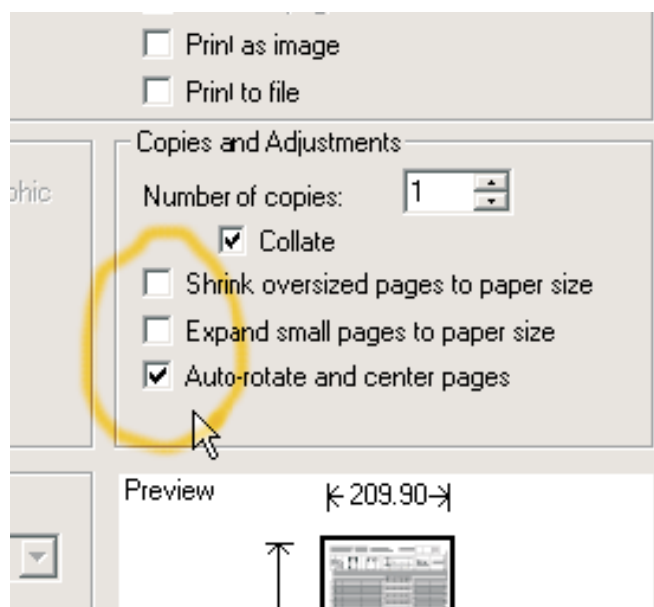 Print as image
Print to file
Copies and Adjustments
phic
Number of copies: 1
Collate
Shrink oversized pages to paper size
Expand small pages to paper size
Auto-rotate and center pages
Preview
209.90